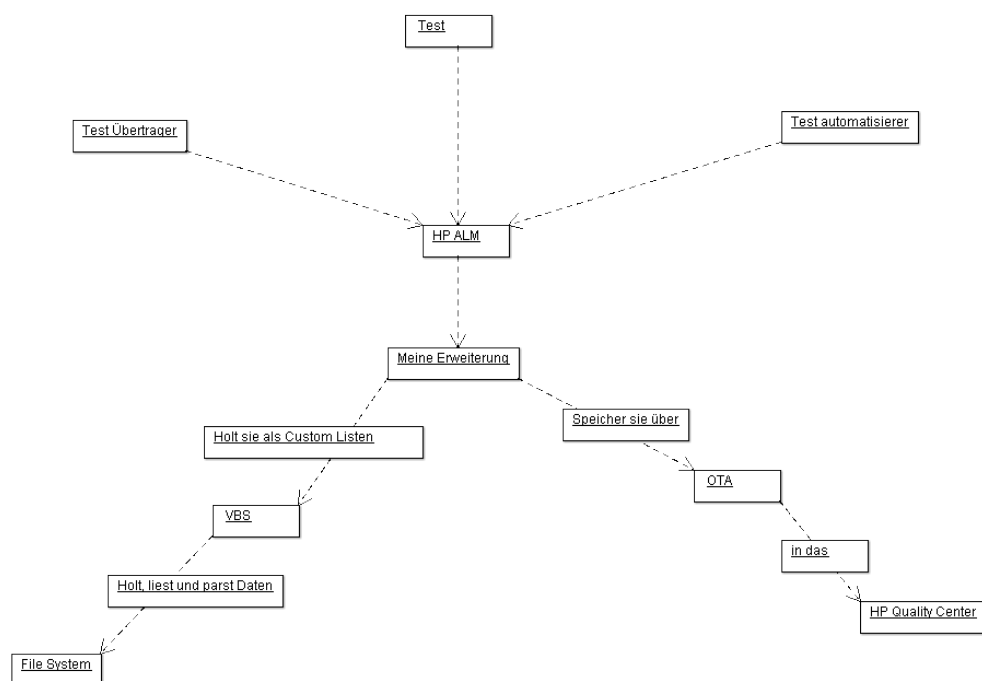 Test
Test Übertrager
Test automatisierer
HP ALM
Meine Erweiterung
Speicher sie über
Holt sie als Custom Listen
OTA
VBS
in das
Holt, liest und parst Daten
HP Quality Center
File System